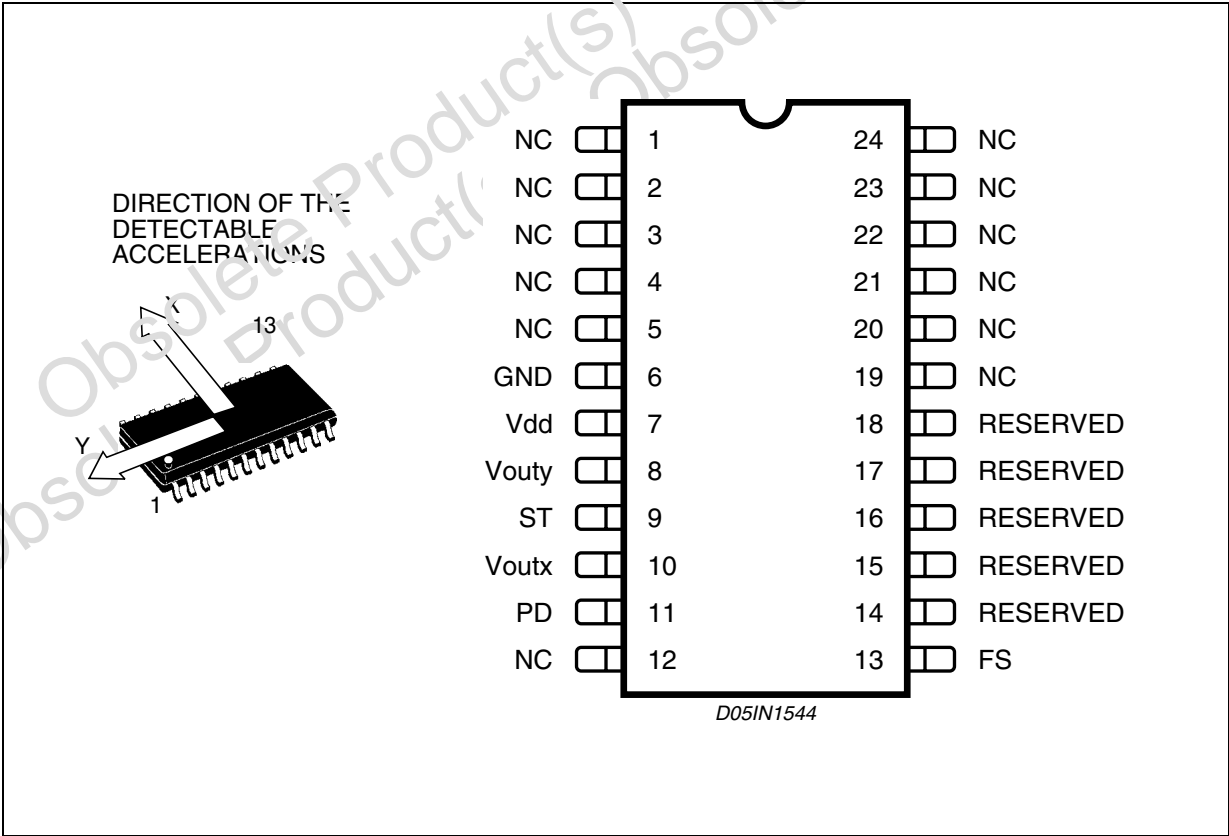 Obsolete Product(s)
Obsolete Product(s)
DIRECTION OF THE
DETECTABLE
ACCELERATIONS
X
13
Y
1
NC 1 24 NC
NC 2 23 NC
NC 3 22 NC
NC 4 21 NC
NC 5 20 NC
GND 6 19 NC
Vdd 7 18 RESERVED
Vouty 8 17 RESERVED
ST 9 16 RESERVED
Voutx 10 15 RESERVED
PD 11 14 RESERVED
NC 12 13 FS
D05IN1544